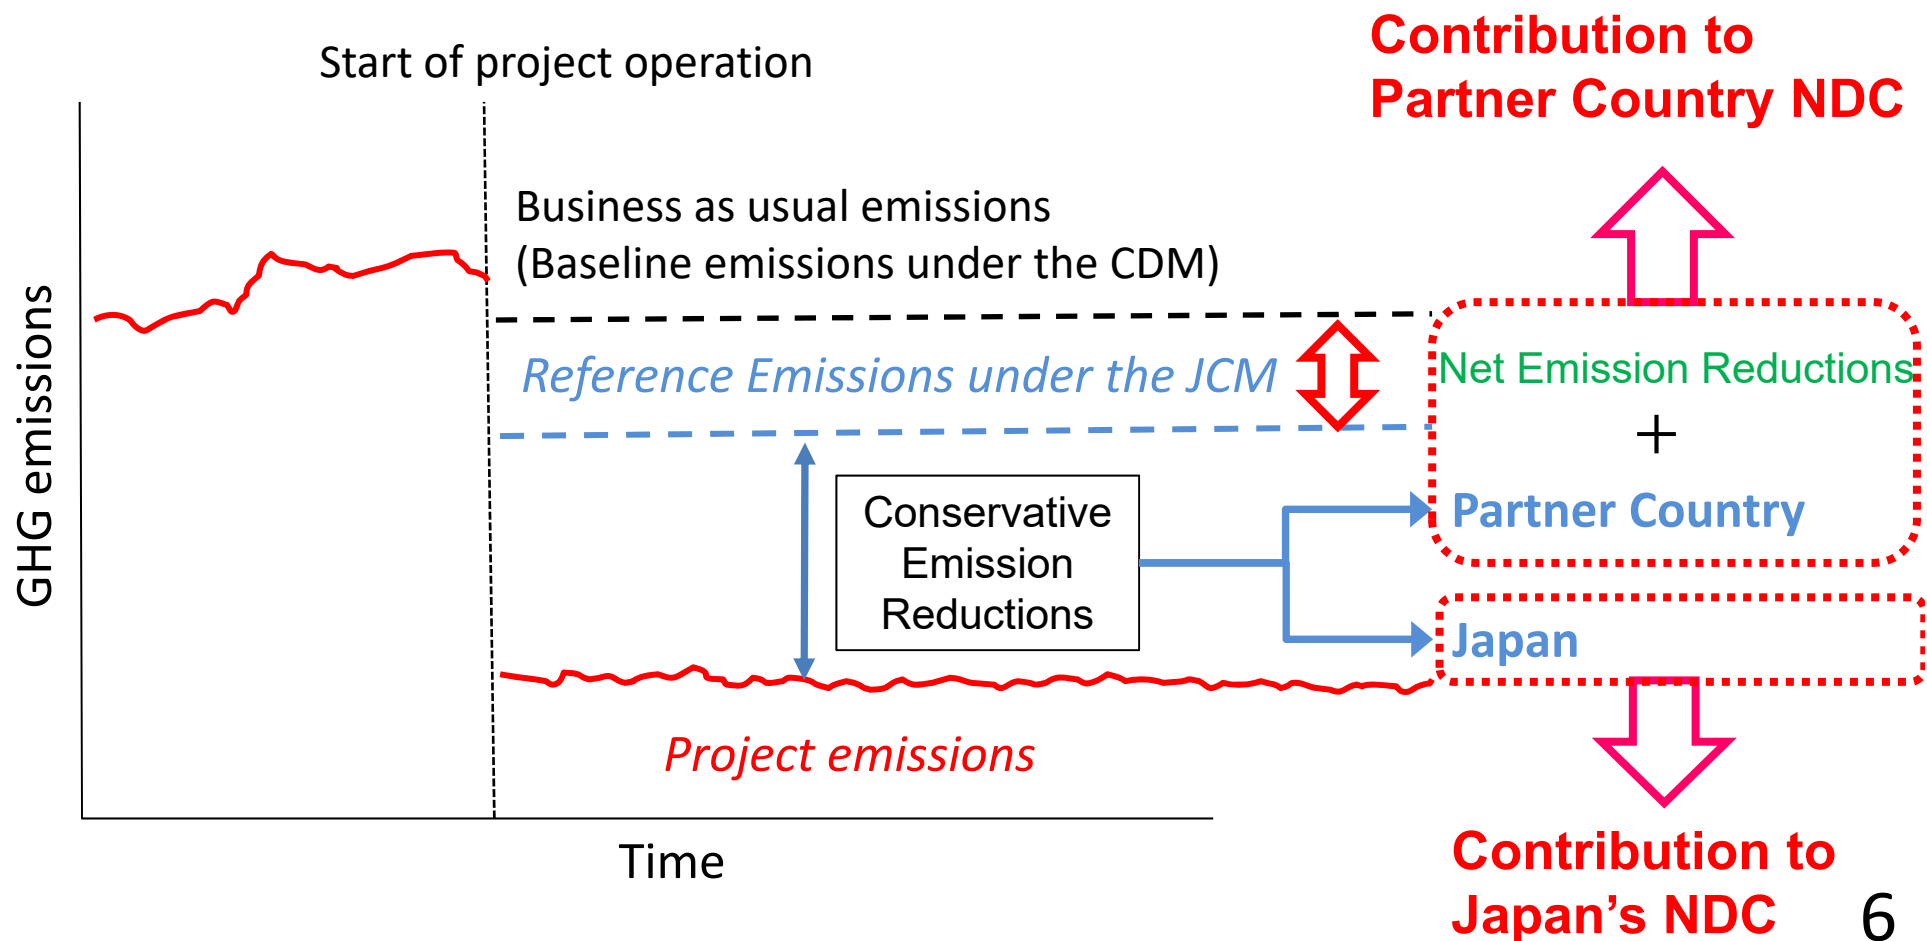 Contribution to
Partner Country NDC
Start of project operation
Business as usual emissions
(Baseline emissions under the CDM)
Reference Emissions under the JCM
Net Emission Reductions
+
GHG emissions
Conservative
Emission
Reductions
Partner Country
Japan
Project emissions
Time
Contribution to
Japan’s NDC
6